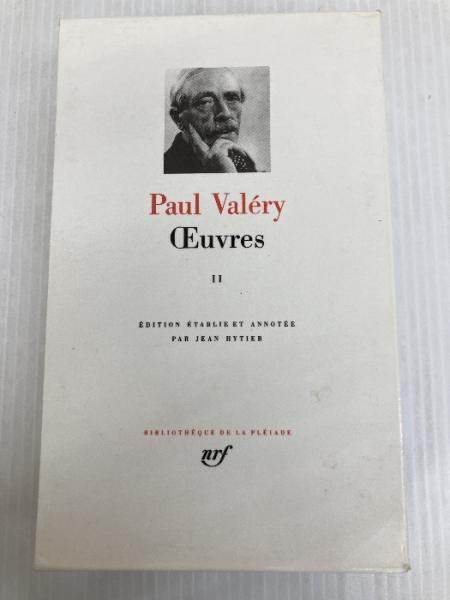 Paul Valéry
Œuvres
II
ÉDITION ÉTABLIE ET ANNOTÉE
PAR JEAN HYTIER
BIBLIOTHÈQUE DE LA PLÉIADE
nrf